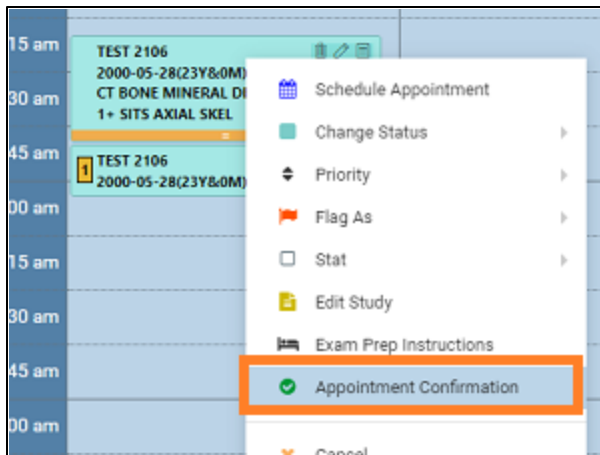 15 am
TEST 2106
2000-05-28(23Y&0M)
CT BONE MINERAL DI
1+ SITS AXIAL SKEL
30 am
45 am
1
TEST 2106
2000-05-28(23Y&0M)
00 am
15 am
30 am
45 am
00 am
Schedule Appointment
Change Status
Priority
Flag As
Stat
Edit Study
Exam Prep Instructions
Appointment Confirmation
Cancel